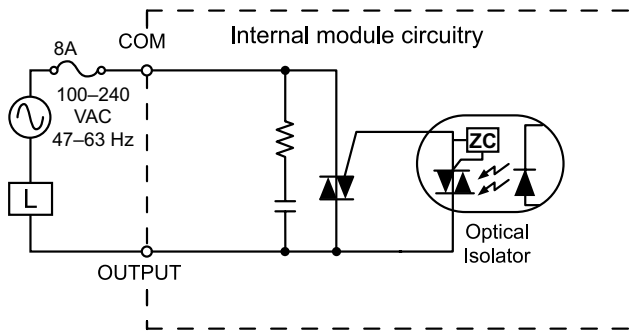 Internal module circuitry
COM
8A
100–240
VAC
47–63 Hz
ZC
L
Optical
Isolator
OUTPUT